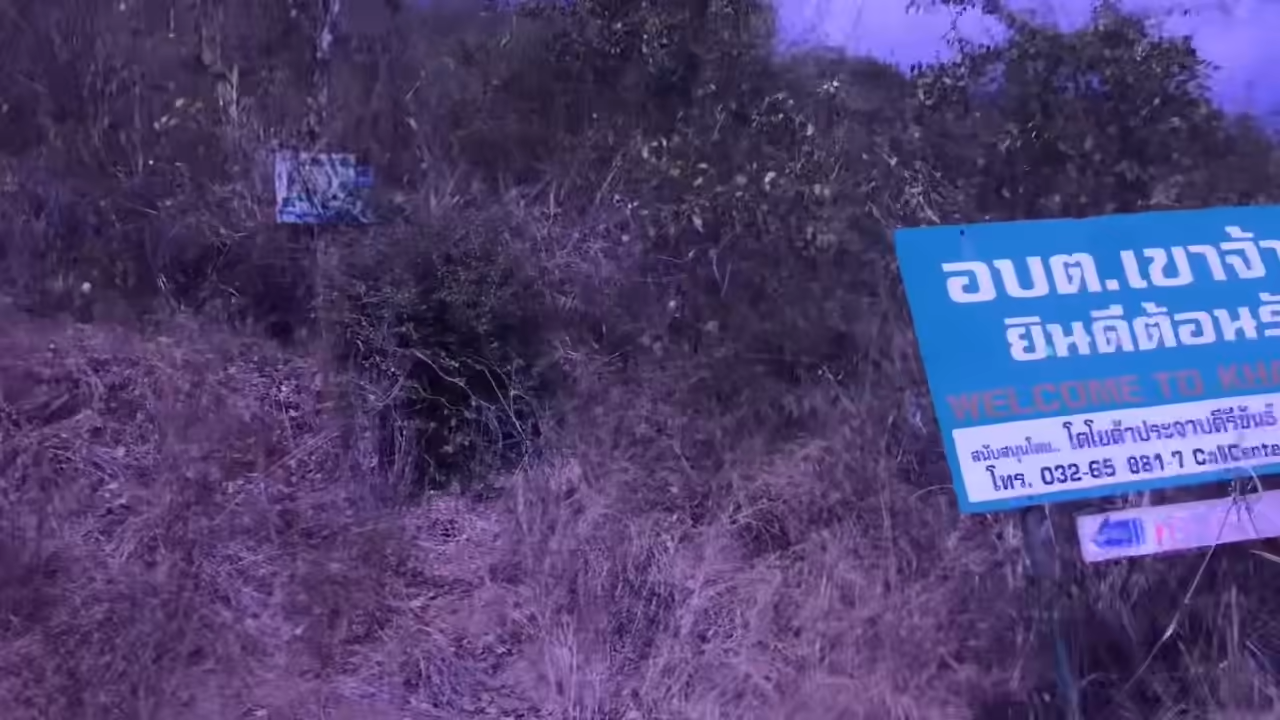 อบต.เขาจ้า
ยินดีต้อนรั
WELCOME TO KHA
สนับสนุนโดย.. โตโยต้าประจวบคีรีขันธ์
โทร. 032-65 081-7 CallCente